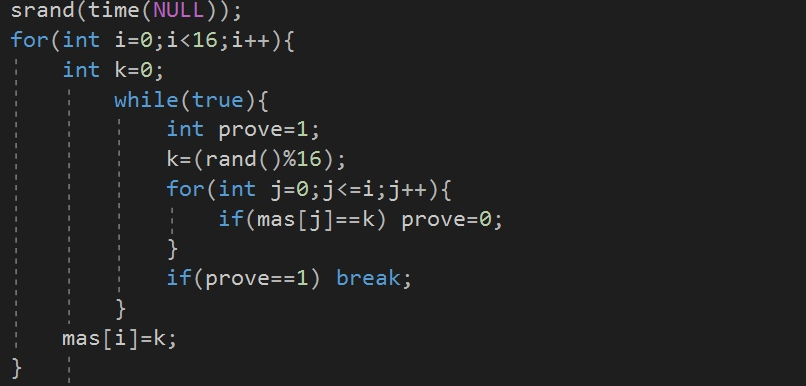 srand(time(NULL));
for(int i=0;i<16;i++){
int k=0;
while(true){
int prove=1;
k=(rand()%16);
for(int j=0;j<=i;j++){
if(mas[j]==k) prove=0;
}
if(prove==1) break;
}
mas[i]=k;
}